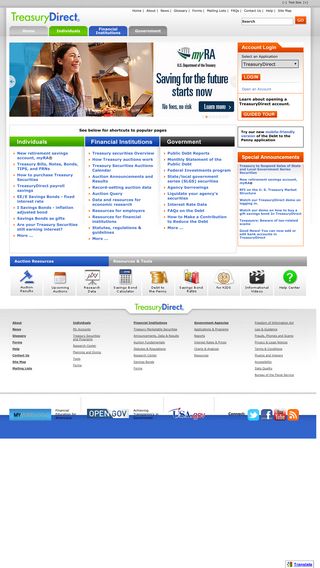 [-] Text Size [+]
TreasuryDirect
Home | About | News | Glossary | Forms | Mailing Lists | FAQs | Contact Us | Help | Site Map
SEARCH
GO
Home
Individuals
Financial Institutions
Government
myRA
U.S. Department of the Treasury
Saving for the future starts now
No fees, no risk
LEARN MORE
Account Login
Select an Application
TreasuryDirect
LOGIN
Open
Learn about opening a TreasuryDirect account.
GUIDED TOUR
See below for shortcuts to popular pages
Individuals
New retirement savings account, myRA®
Treasury Bills, Notes, Bonds, TIPS, and FRNs
How to purchase Treasury Securities
TreasuryDirect payroll savings
EE/E Savings Bonds - fixed interest rate
I Savings Bonds - inflation adjusted bond
Savings Bonds as gifts
Are your Treasury Securities still earning interest?
More ...
Financial Institutions
Treasury securities Overview
How Treasury auctions work
Treasury Securities Auctions Calendar
Auction Announcements and Results
Record-setting auction data
Auction Query
Data and resources for economic research
Resources for employers
Resources for financial institutions
Statutes, regulations & guidelines
More ...
Government
Public Debt Reports
Monthly Statement of the Public Debt
Federal Investments program
State/local government series (SLGS) securities
Agency borrowings
Liquidate your agency's securities
Interest Rate Data
FAQs on the Debt
How to Make a Contribution to Reduce the Debt
More ...
Try our new mobile-friendly version of the Debt to the Penny application
Special Announcements
Treasury to Suspend Sales of State and Local Government Series Securities
New retirement savings account, myRA®
RFI on the U.S. Treasury Market Structure
Watch our TreasuryDirect demo on logging in.
Watch our demo on How to buy a gift savings bond in TreasuryDirect
TreasuryDirect: Beware of tax-related scams
Good News! You can now add or edit bank accounts in TreasuryDirect
Auction Resources
Resources & Tools
Auction Results
Upcoming Auctions
Research Data
Savings Bond Calculator
Debt to the Penny
Savings Bond Rates
for KIDS
Informational Videos
Help Center
TreasuryDirect
About
News
Glossary
Forms
Help
Contact Us
Site Map
Mailing Lists
Individuals
My Accounts
Treasury Securities and Programs
Research Center
Planning and Giving
Tools
Forms
Financial Institutions
Treasury Marketable Securities
Announcements, Data & Results
Auction Fundamentals
Statutes & Regulations
Research Center
Savings Bonds
Forms
Government Agencies
Applications & Programs
Reports
Interest Rates & Prices
Charts & Analysis
Resources
Freedom of Information Act
Law & Guidance
Frauds, Phonies and Scams
Privacy & Legal Notices
Terms & Conditions
Plugins and Viewers
Accessibility
Data Quality
Bureau of the Fiscal Service
MY
Financial Education for Americans
OPEN GOV
Achieving Transparency in Government
USA.gov
Connect:
Translate